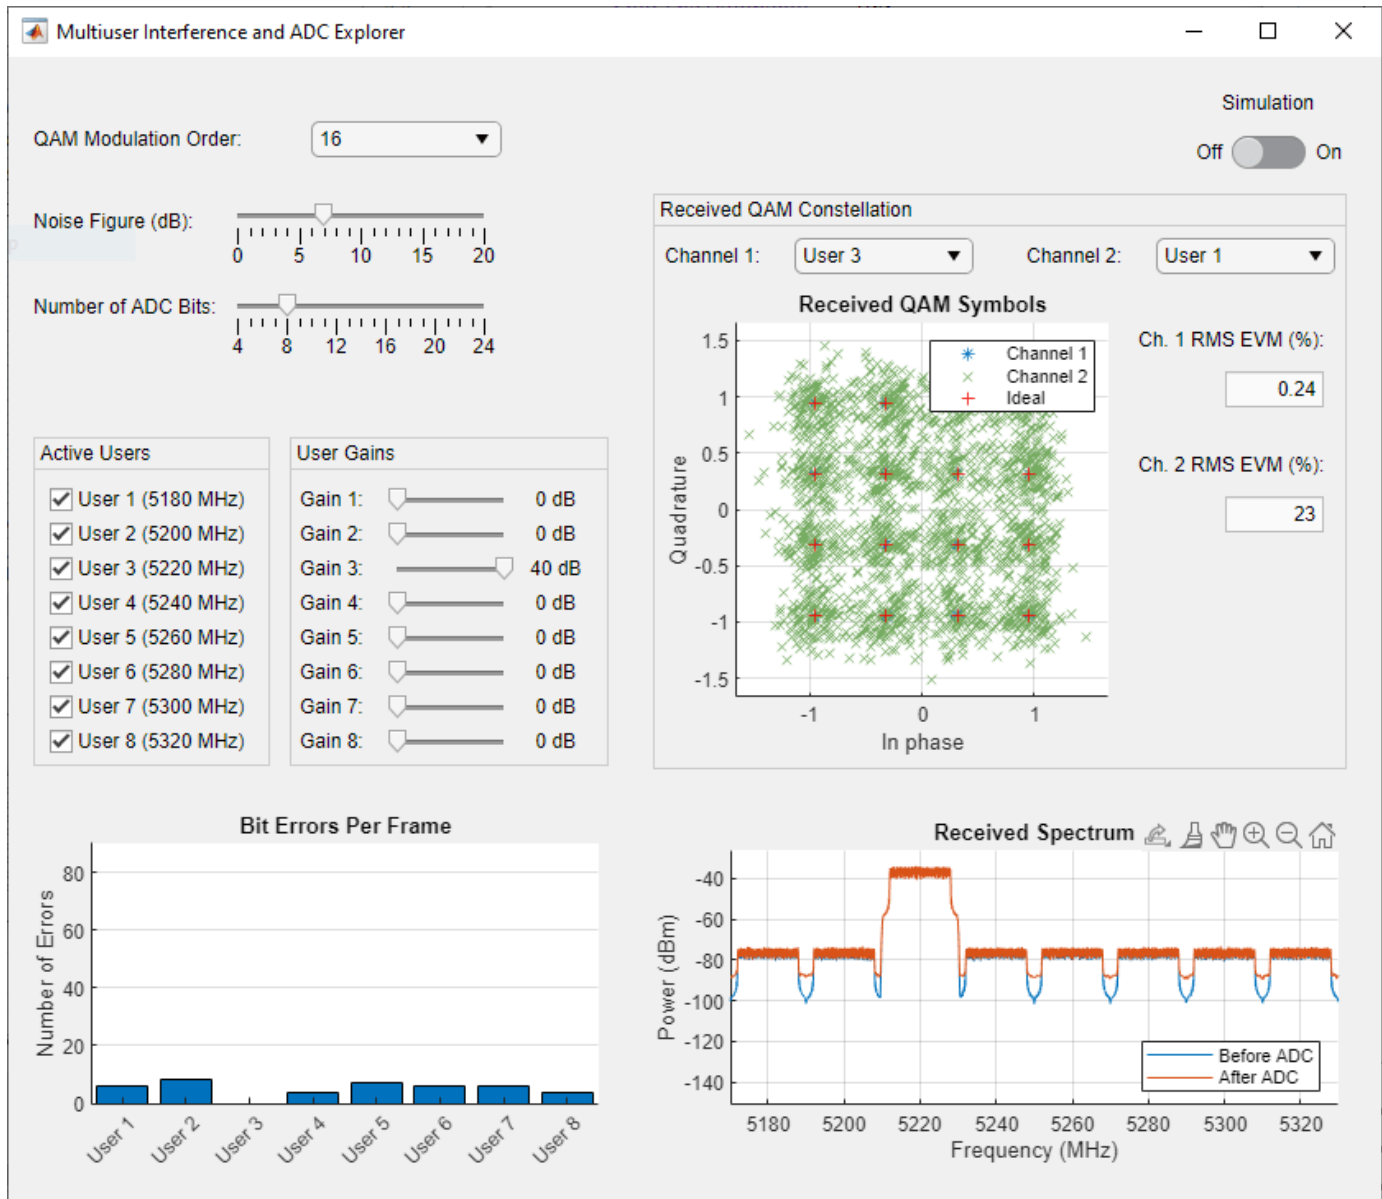 Multiuser Interference and ADC Explorer
Simulation
QAM Modulation Order: 16
Off On
Noise Figure (dB):
0 5 10 15 20
Number of ADC Bits:
4 8 12 16 20 24
Received QAM Constellation
Channel 1: User 3 Channel 2: User 1
Received QAM Symbols
Channel 1
Channel 2
Ideal
1.5
1
0.5
0
-0.5
-1
-1.5
Quadrature
-1 0 1
In phase
Ch. 1 RMS EVM (%):
0.24
Ch. 2 RMS EVM (%):
23
Active Users
User 1 (5180 MHz)
User 2 (5200 MHz)
User 3 (5220 MHz)
User 4 (5240 MHz)
User 5 (5260 MHz)
User 6 (5280 MHz)
User 7 (5300 MHz)
User 8 (5320 MHz)
User Gains
Gain 1: 0 dB
Gain 2: 0 dB
Gain 3: 40 dB
Gain 4: 0 dB
Gain 5: 0 dB
Gain 6: 0 dB
Gain 7: 0 dB
Gain 8: 0 dB
Bit Errors Per Frame
Number of Errors
80
60
40
20
0
User 1 User 2 User 3 User 4 User 5 User 6 User 7 User 8
Received Spectrum
Power (dBm)
-40
-60
-80
-100
-120
-140
Before ADC
After ADC
5180 5200 5220 5240 5260 5280 5300 5320
Frequency (MHz)